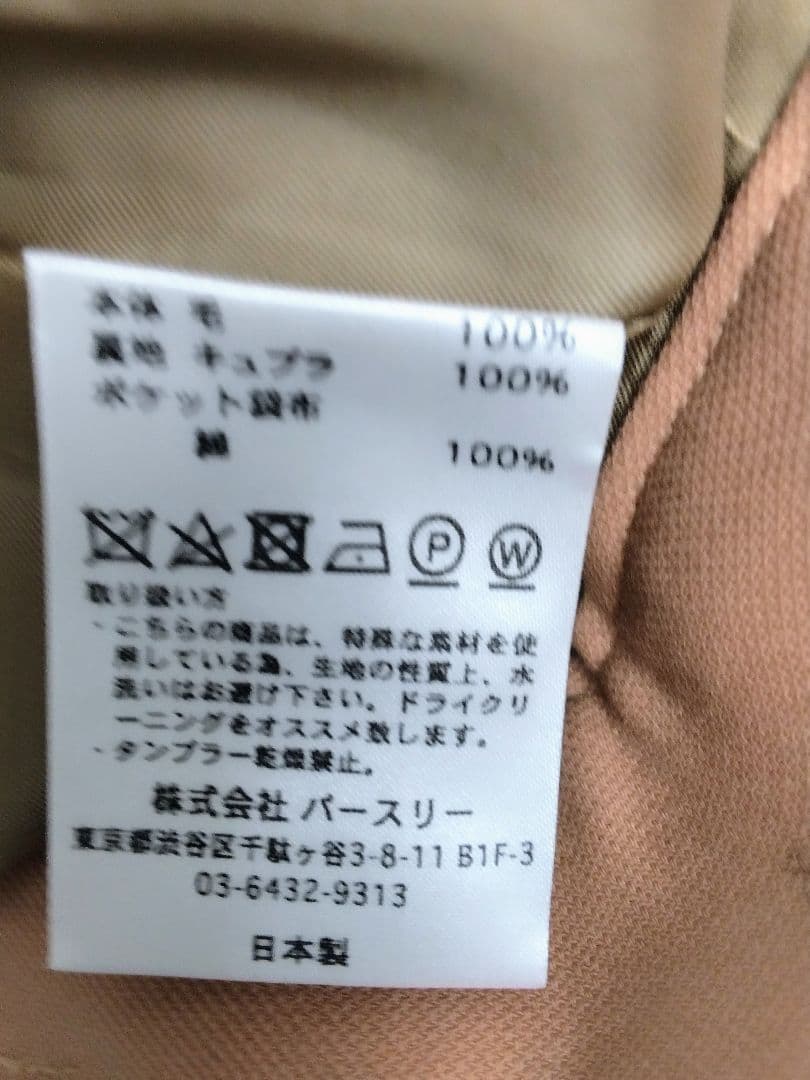 本体 毛 100%
裏地 キュプラ 100%
ポケット袋布
綿 100%
P W
取り扱い方
・こちらの商品は、特殊な素材を使
用している為、生地の性質上、水
洗いはお避け下さい。ドライクリ
ーニングをオススメ致します。
・タンブラー乾燥禁止。
株式会社 パースリー
東京都渋谷区千駄ヶ谷3-8-11 B1F-3
03-6432-9313
日本製